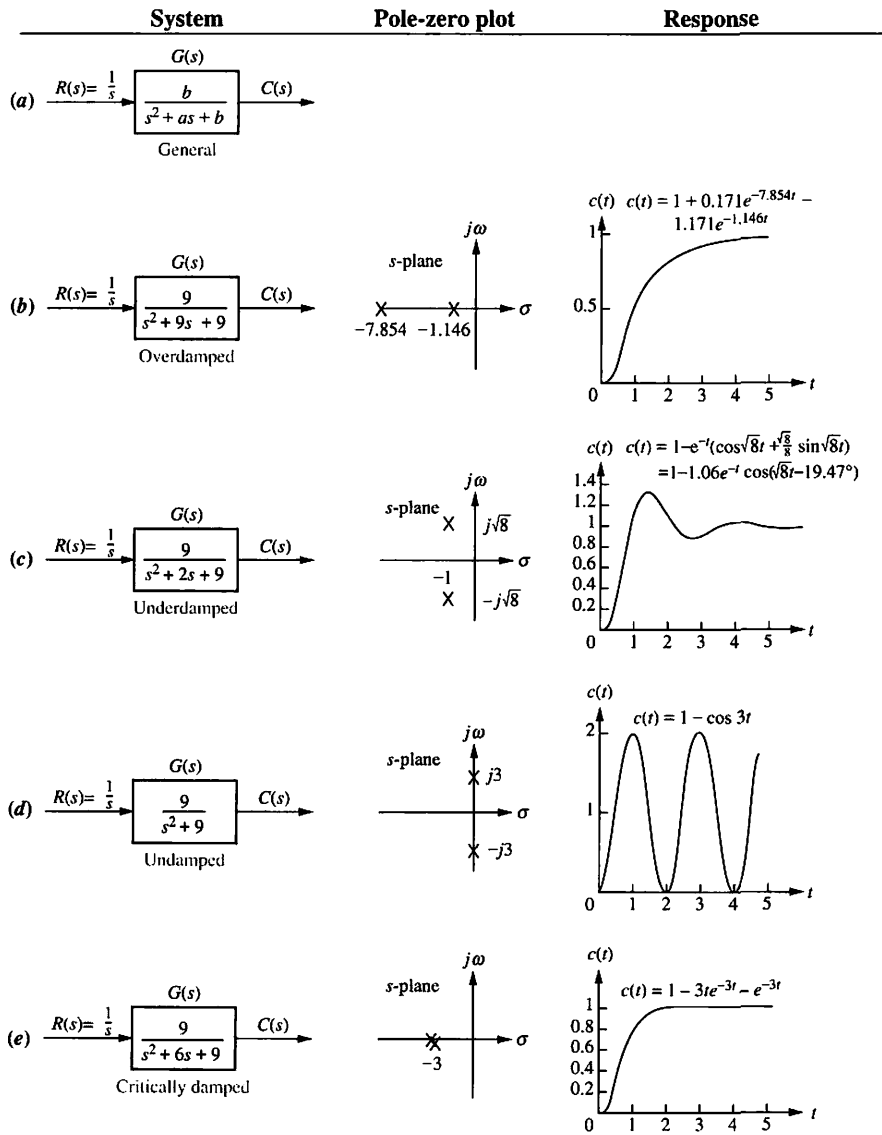 System Pole-zero plot Response
G(s)
(a) R(s)= 1/s b/(s² + as + b) C(s)
General
G(s)
(b) R(s)= 1/s 9/(s² + 9s + 9) C(s)
Overdamped
jω
s-plane
σ
−7.854 −1.146
c(t) c(t) = 1 + 0.171e^−7.854t −
1.171e^−1.146t
1
0.5
0 1 2 3 4 5 t
G(s)
(c) R(s)= 1/s 9/(s² + 2s + 9) C(s)
Underdamped
jω
s-plane
j√8
σ
−1
−j√8
c(t) c(t) = 1−e^−t(cos√8t + √8/8 sin√8t)
=1−1.06e^−t cos(√8t−19.47°)
1.4
1.2
1
0.8
0.6
0.4
0.2
0 1 2 3 4 5 t
G(s)
(d) R(s)= 1/s 9/(s² + 9) C(s)
Undamped
jω
s-plane
j3
σ
−j3
c(t)
c(t) = 1 − cos 3t
2
1
0 1 2 3 4 5 t
G(s)
(e) R(s)= 1/s 9/(s² + 6s + 9) C(s)
Critically damped
jω
s-plane
σ
−3
c(t)
c(t) = 1 − 3te^−3t − e^−3t
1
0.8
0.6
0.4
0.2
0 1 2 3 4 5 t